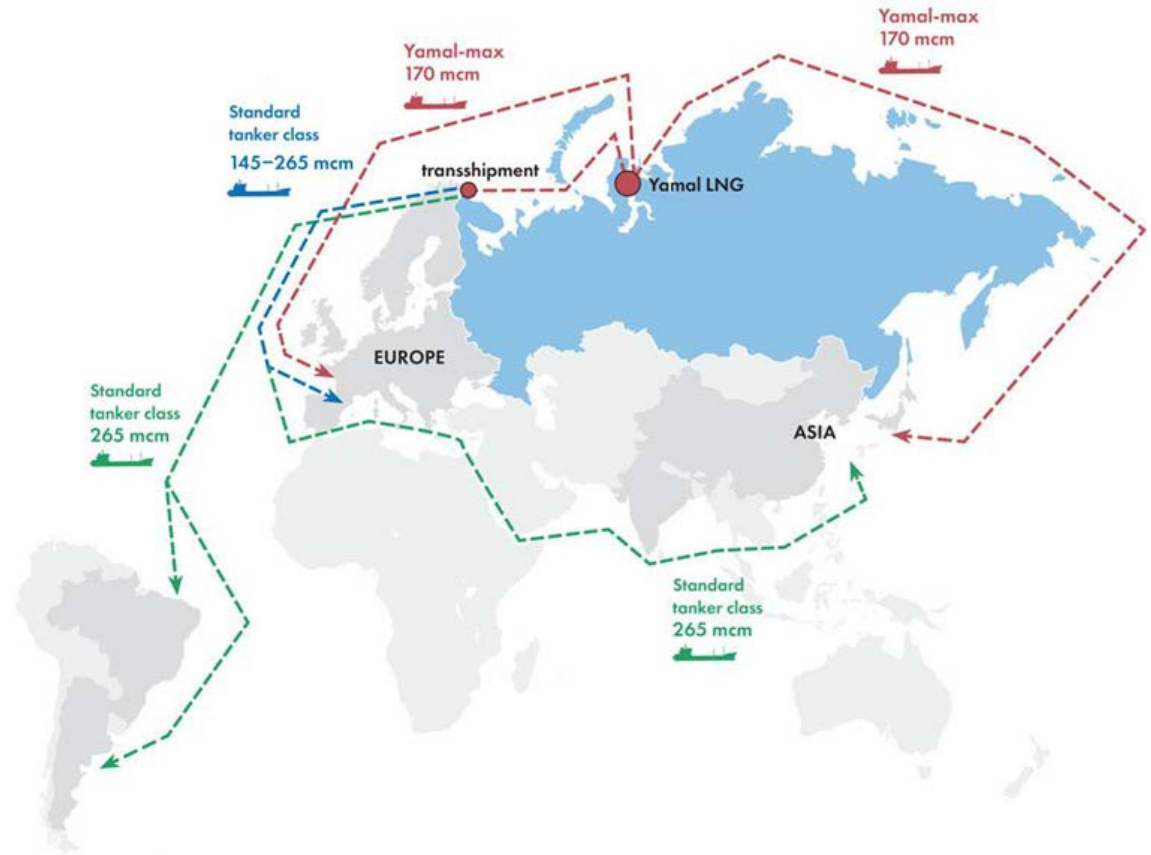 Yamal-max
170 mcm
Yamal-max
170 mcm
Standard
tanker class
145–265 mcm
transshipment
Yamal LNG
EUROPE
Standard
tanker class
265 mcm
ASIA
Standard
tanker class
265 mcm